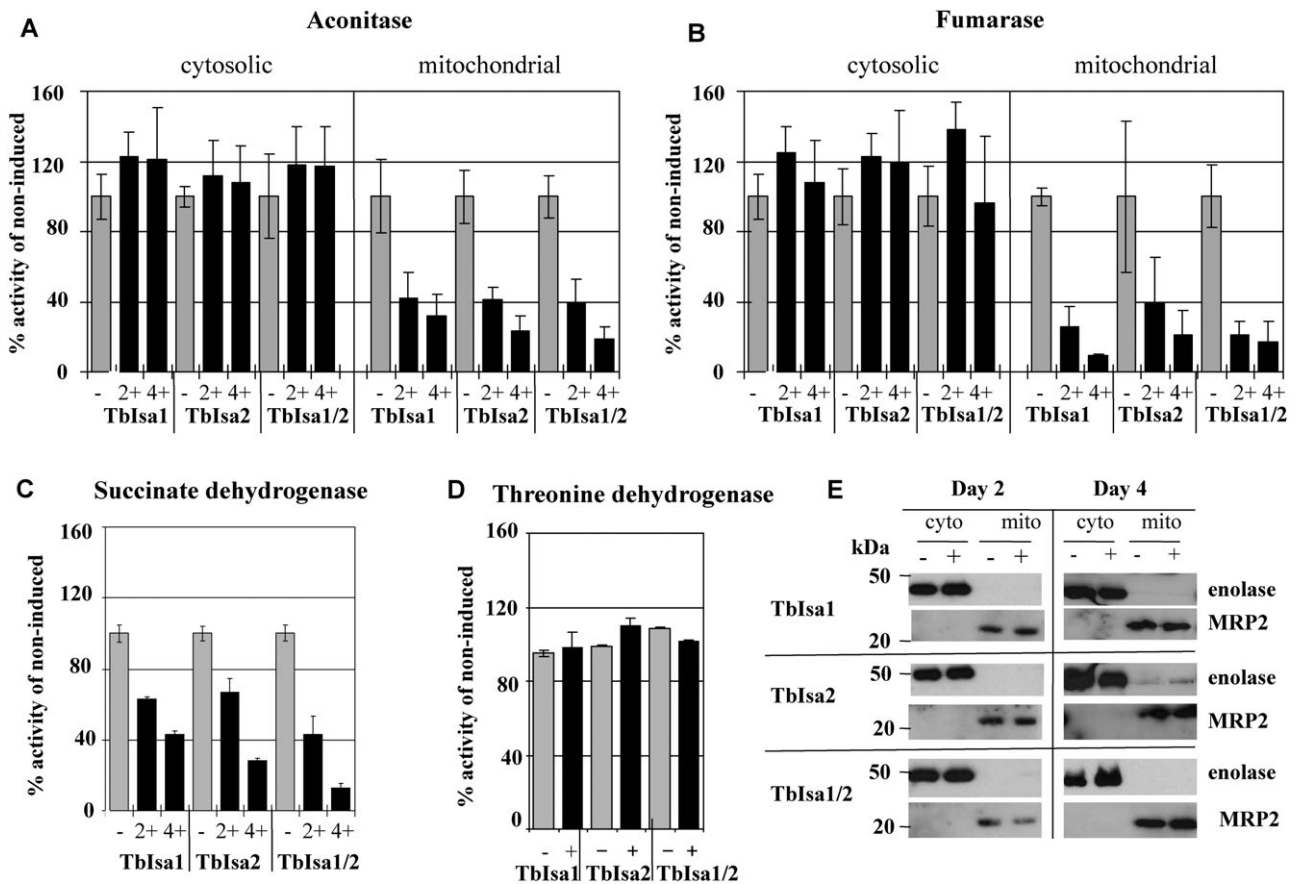 A Aconitase
cytosolic mitochondrial
% activity of non-induced
160
120
80
40
0
- 2+ 4+ - 2+ 4+ - 2+ 4+ - 2+ 4+ - 2+ 4+ - 2+ 4+
TbIsa1 TbIsa2 TbIsa1/2 TbIsa1 TbIsa2 TbIsa1/2
B Fumarase
cytosolic mitochondrial
% activity of non-induced
160
120
80
40
0
- 2+ 4+ - 2+ 4+ - 2+ 4+ - 2+ 4+ - 2+ 4+ - 2+ 4+
TbIsa1 TbIsa2 TbIsa1/2 TbIsa1 TbIsa2 TbIsa1/2
C Succinate dehydrogenase
% activity of non-induced
160
120
80
40
0
- 2+ 4+ - 2+ 4+ - 2+ 4+
TbIsa1 TbIsa2 TbIsa1/2
D Threonine dehydrogenase
% activity of non-induced
160
120
80
40
0
- + – + – +
TbIsa1 TbIsa2 TbIsa1/2
E Day 2 Day 4
cyto mito cyto mito
kDa - + - + - + - +
TbIsa1
50 enolase
20 MRP2
TbIsa2
50 enolase
20 MRP2
TbIsa1/2
50 enolase
20 MRP2